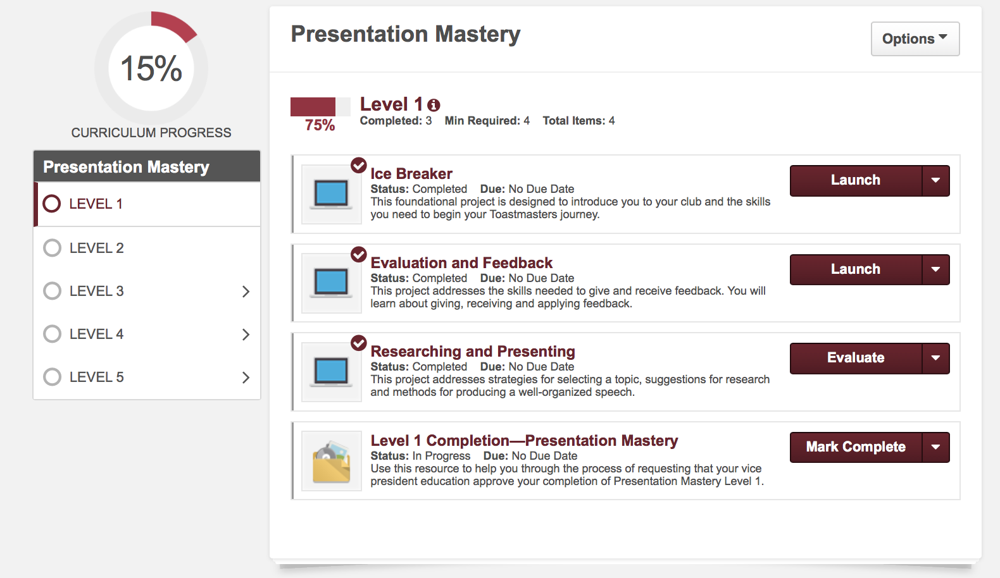 15%
CURRICULUM PROGRESS
Presentation Mastery
LEVEL 1
LEVEL 2
LEVEL 3
LEVEL 4
LEVEL 5
Presentation Mastery
Options
75%
Level 1
Completed: 3 Min Required: 4 Total Items: 4
Ice Breaker
Status: Completed Due: No Due Date
This foundational project is designed to introduce you to your club and the skills
you need to begin your Toastmasters journey.
Launch
Evaluation and Feedback
Status: Completed Due: No Due Date
This project addresses the skills needed to give and receive feedback. You will
learn about giving, receiving and applying feedback.
Launch
Researching and Presenting
Status: Completed Due: No Due Date
This project addresses strategies for selecting a topic, suggestions for research
and methods for producing a well-organized speech.
Evaluate
Level 1 Completion—Presentation Mastery
Status: In Progress Due: No Due Date
Use this resource to help you through the process of requesting that your vice
president education approve your completion of Presentation Mastery Level 1.
Mark Complete